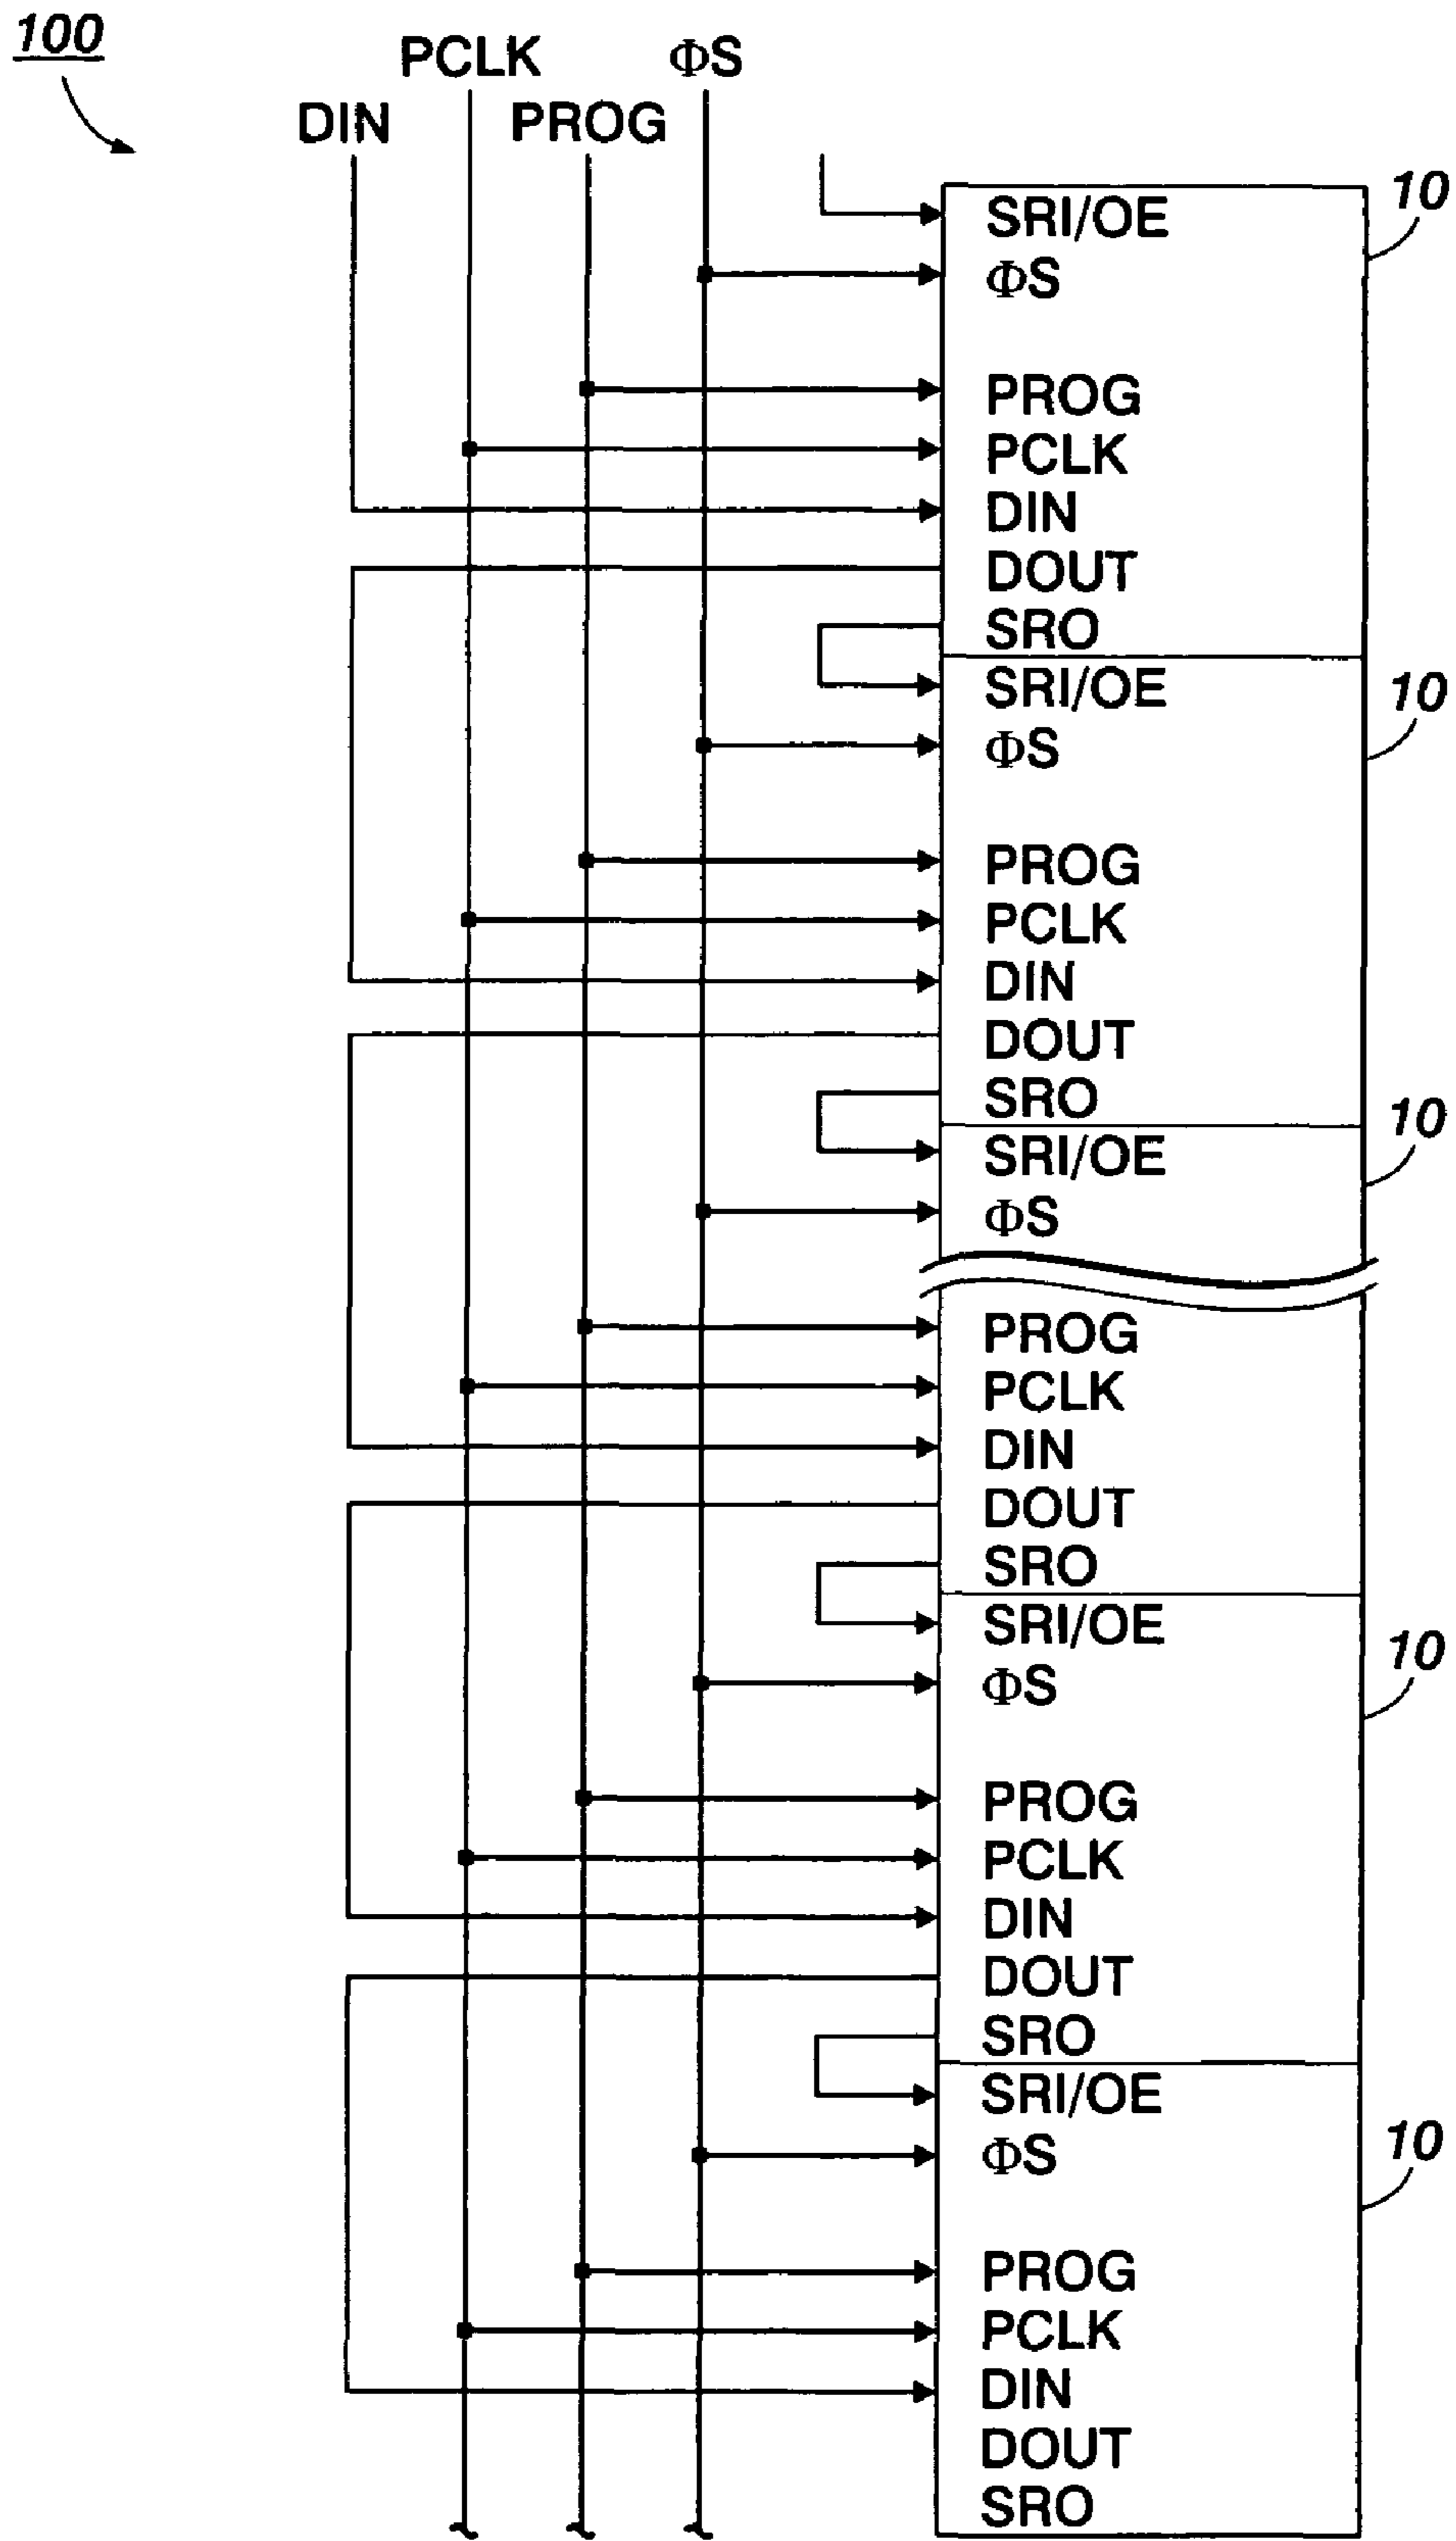 100
PCLK ΦS
DIN PROG
SRI/OE 10
ΦS
PROG
PCLK
DIN
DOUT
SRO
SRI/OE 10
ΦS
PROG
PCLK
DIN
DOUT
SRO
SRI/OE 10
ΦS
PROG
PCLK
DIN
DOUT
SRO
SRI/OE 10
ΦS
PROG
PCLK
DIN
DOUT
SRO
SRI/OE 10
ΦS
PROG
PCLK
DIN
DOUT
SRO